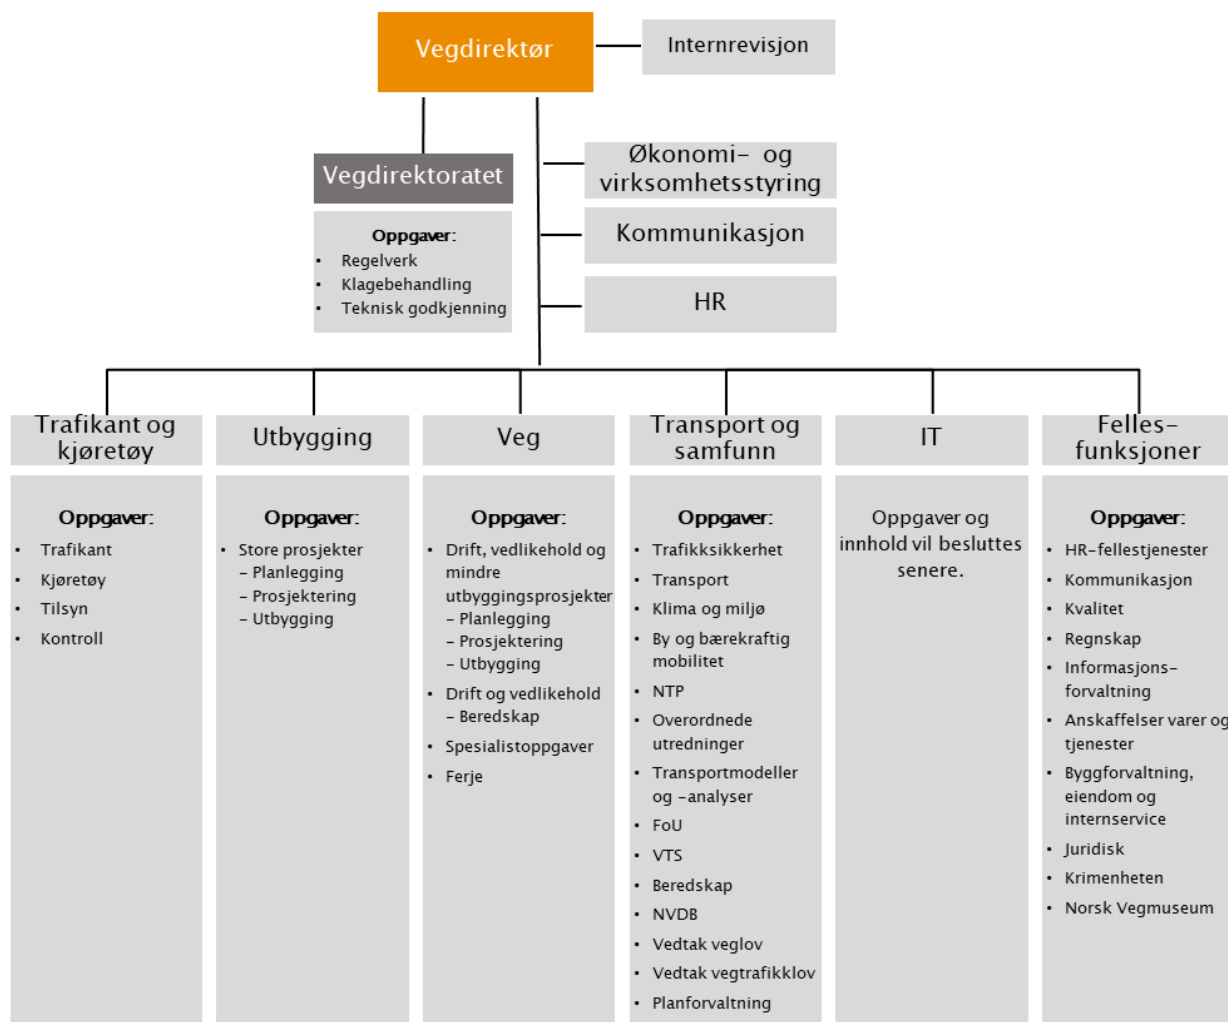 Vegdirektør
Internrevisjon
Vegdirektoratet
Oppgaver:
• Regelverk
• Klagebehandling
• Teknisk godkjenning
Økonomi- og
virksomhetsstyring
Kommunikasjon
HR
Trafikant og
kjøretøy
Oppgaver:
• Trafikant
• Kjøretøy
• Tilsyn
• Kontroll
Utbygging
Oppgaver:
• Store prosjekter
– Planlegging
– Prosjektering
– Utbygging
Veg
Oppgaver:
• Drift, vedlikehold og
mindre
utbyggingsprosjekter
– Planlegging
– Prosjektering
– Utbygging
• Drift og vedlikehold
– Beredskap
• Spesialistoppgaver
• Ferje
Transport og
samfunn
Oppgaver:
• Trafikksikkerhet
• Transport
• Klima og miljø
• By og bærekraftig
mobilitet
• NTP
• Overordnede
utredninger
• Transportmodeller
og -analyser
• FoU
• VTS
• Beredskap
• NVDB
• Vedtak veglov
• Vedtak vegtrafikklov
• Planforvaltning
IT
Oppgaver og
innhold vil besluttes
senere.
Felles-
funksjoner
Oppgaver:
• HR-fellestjenester
• Kommunikasjon
• Kvalitet
• Regnskap
• Informasjons-
forvaltning
• Anskaffelser varer og
tjenester
• Byggforvaltning,
eiendom og
internservice
• Juridisk
• Krimenheten
• Norsk Vegmuseum